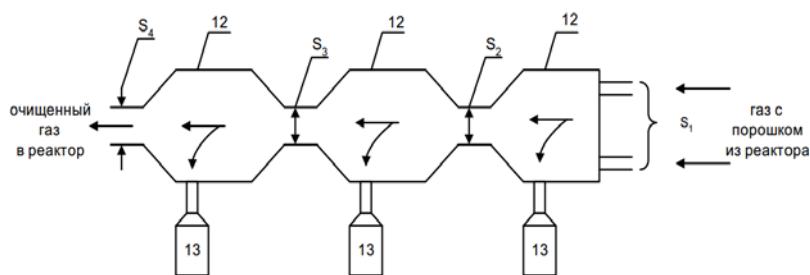 S4
12
S3
12
S2
12
очищенный
газ
в реактор
S1
газ с
порошком
из реактора
13
13
13